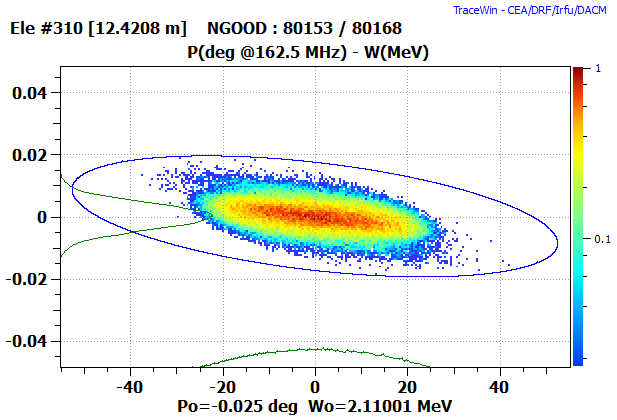 TraceWin - CEA/DRF/Irfu/DACM
Ele #310 [12.4208 m] NGOOD : 80153 / 80168
P(deg @162.5 MHz) - W(MeV)
0.04
0.02
0
-0.02
-0.04
1
0.1
-40 -20 0 20 40
Po=-0.025 deg Wo=2.11001 MeV